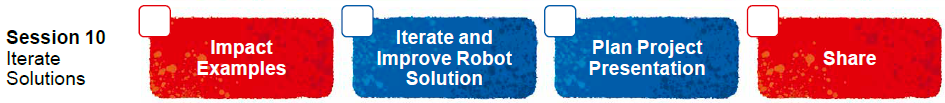 Session 10
Iterate
Solutions
Impact
Examples
Iterate and
Improve Robot
Solution
Plan Project
Presentation
Share